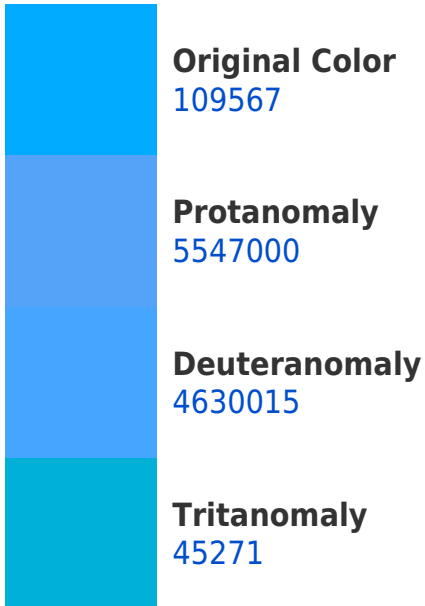 Original Color
109567
Protanomaly
5547000
Deuteranomaly
4630015
Tritanomaly
45271